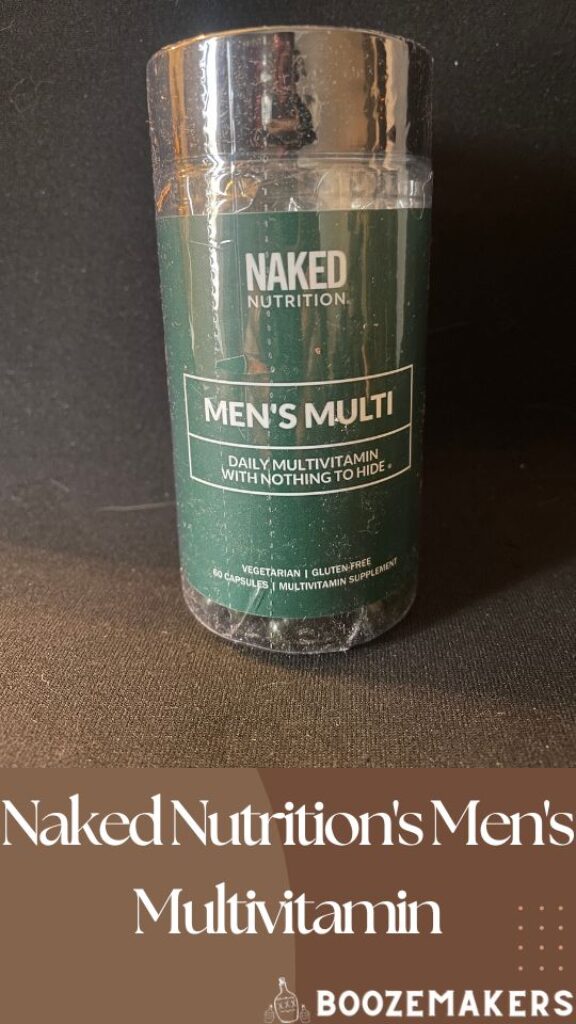 NAKED
NUTRITION
MEN'S MULTI
DAILY MULTIVITAMIN
WITH NOTHING TO HIDE
VEGETARIAN | GLUTEN-FREE
60 CAPSULES | MULTIVITAMIN SUPPLEMENT
Naked Nutrition's Men's
Multivitamin
XXX
BOOZEMAKERS